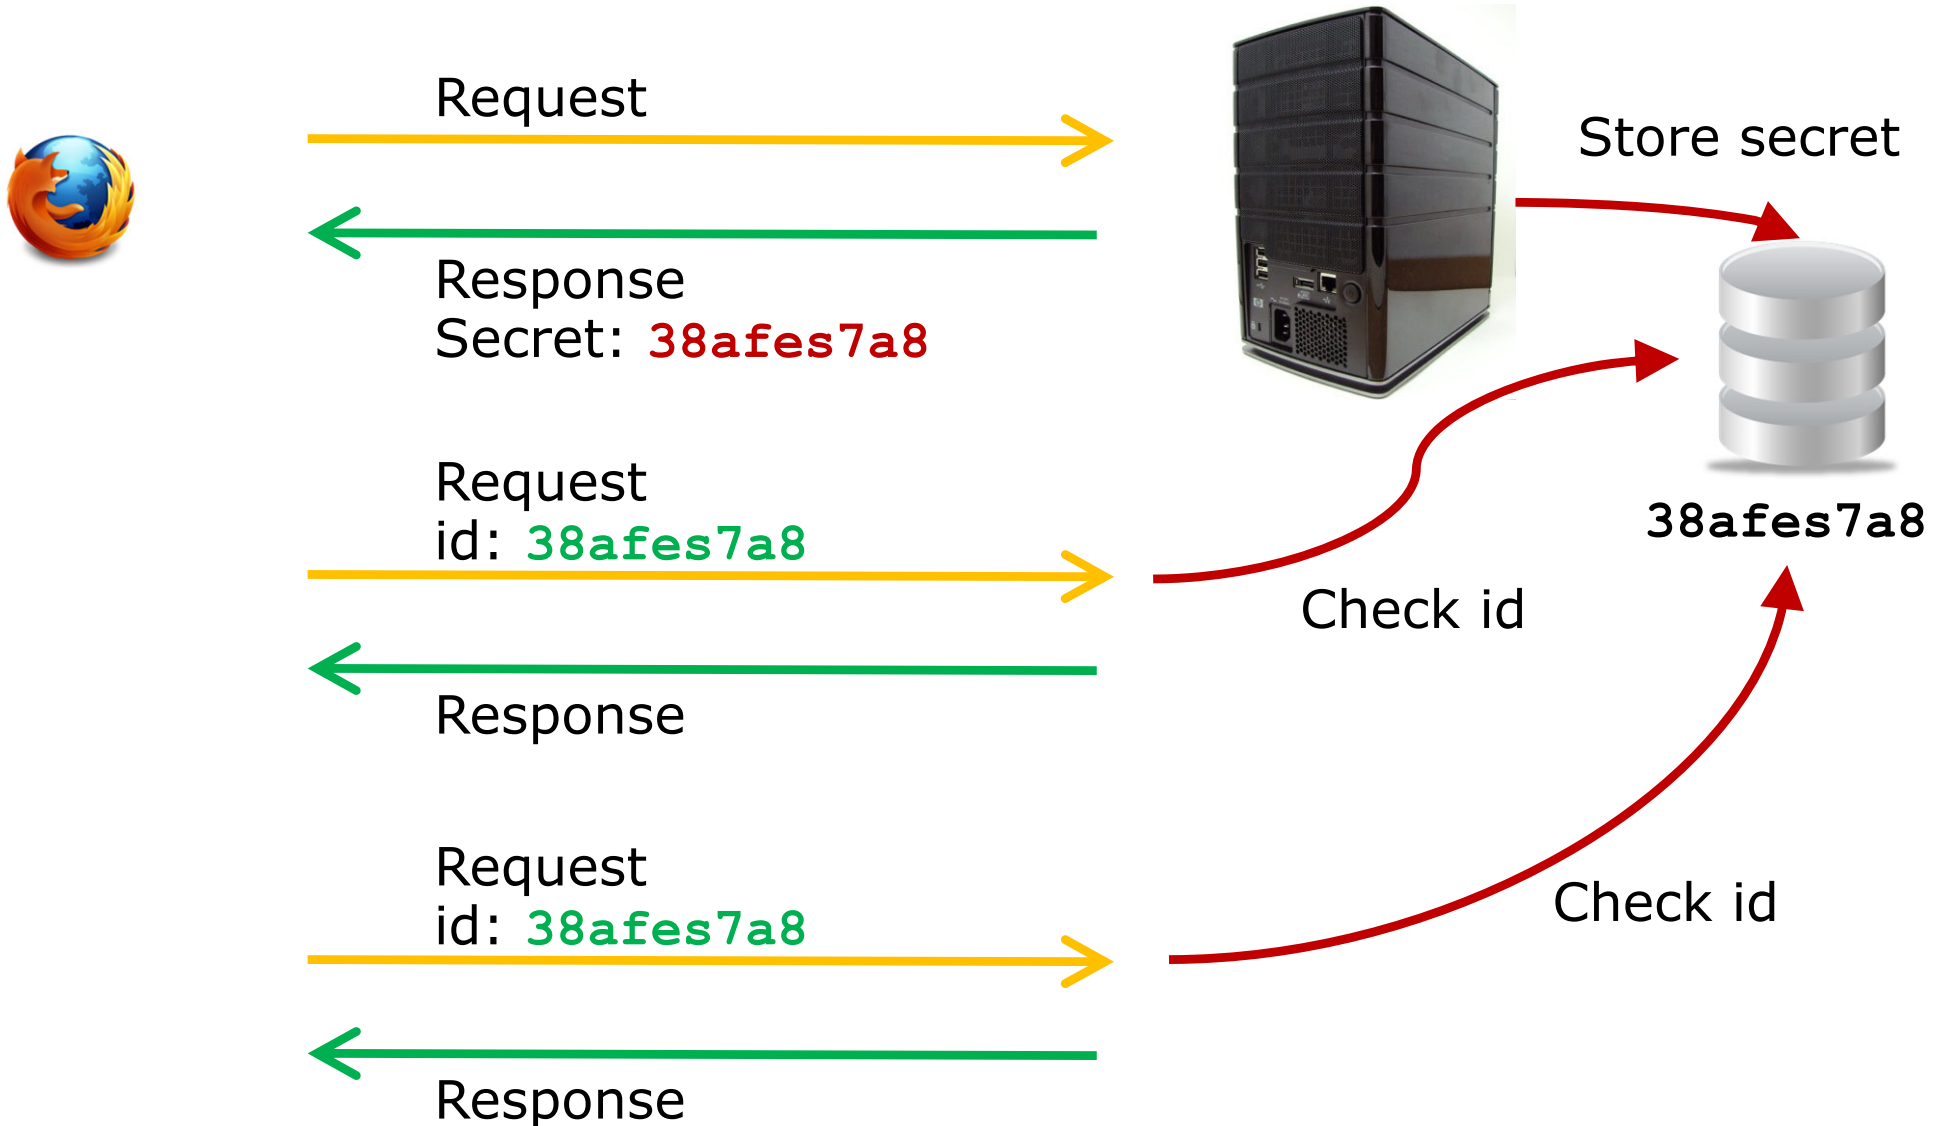 Request
Store secret
Response
Secret: 38afes7a8
Request
id: 38afes7a8
38afes7a8
Check id
Response
Request
id: 38afes7a8
Check id
Response